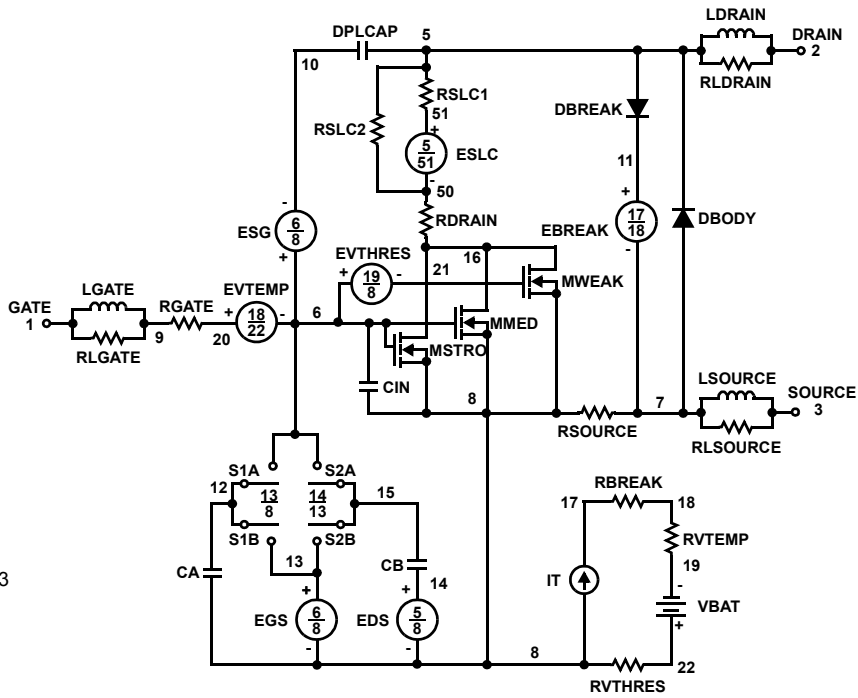 LDRAIN
DPLCAP 5 DRAIN
10 2
RSLC1 RLDRAIN
51 DBREAK
RSLC2
+
5
51 ESLC 11
-
50
- +
17
18
RDRAIN DBODY
6
8
ESG EBREAK
+ -
EVTHRES 16
+ 19
8 - 21 MWEAK
LGATE EVTEMP
GATE RGATE + 18
22 - 6 MMED
1
9 20 MSTRO
RLGATE
CIN 8 7 LSOURCE SOURCE
3
RSOURCE RLSOURCE
S1A S2A
12 13
8 14
13 15 RBREAK
17 18
S1B S2B RVTEMP
13 CB 19
CA 14 IT -
+ + VBAT
EGS 6
8 EDS 5
8 +
- - 8 22
RVTHRES
3